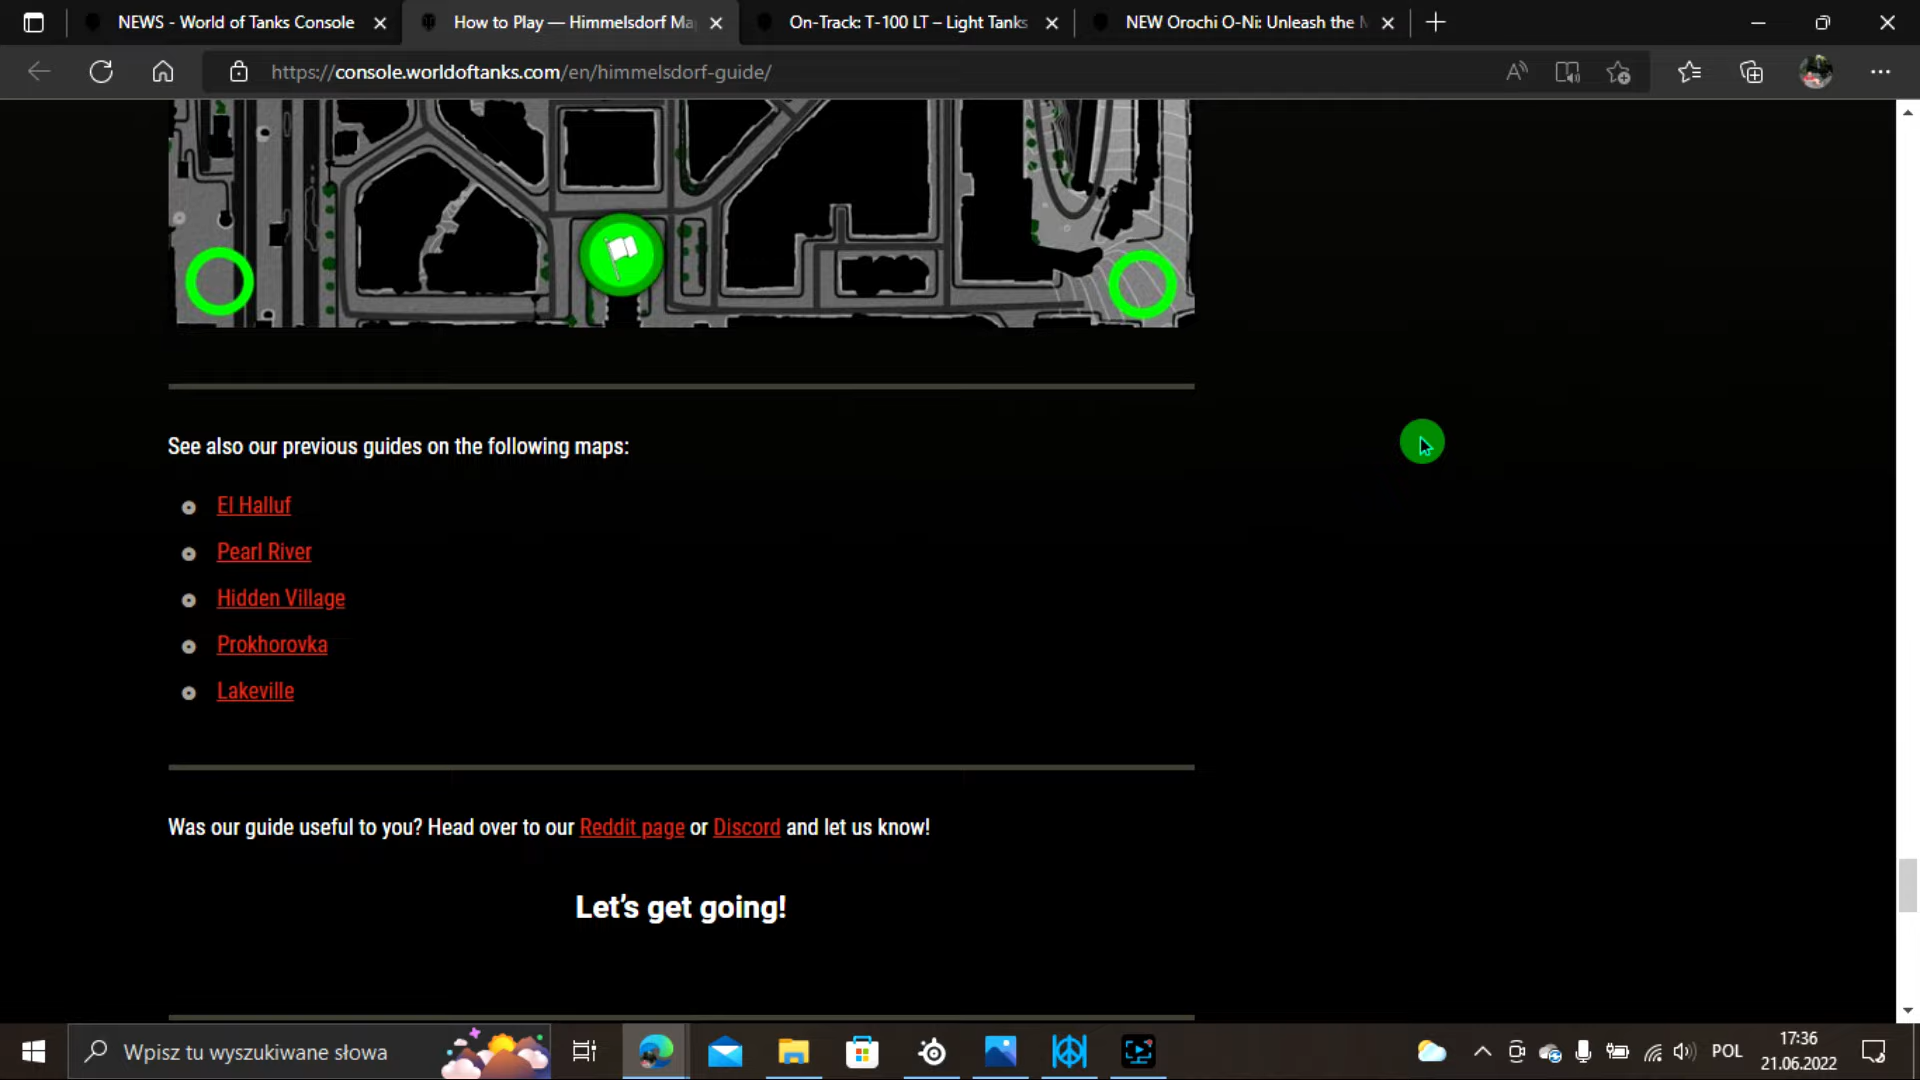 NEWS - World of Tanks Console
How to Play — Himmelsdorf Ma
On-Track: T-100 LT – Light Tanks
NEW Orochi O-Ni: Unleash the M
https://console.worldoftanks.com/en/himmelsdorf-guide/
See also our previous guides on the following maps:
El Halluf
Pearl River
Hidden Village
Prokhorovka
Lakeville
Was our guide useful to you? Head over to our Reddit page or Discord and let us know!
Let's get going!
Wpisz tu wyszukiwane słowa
POL
17:36
21.06.2022